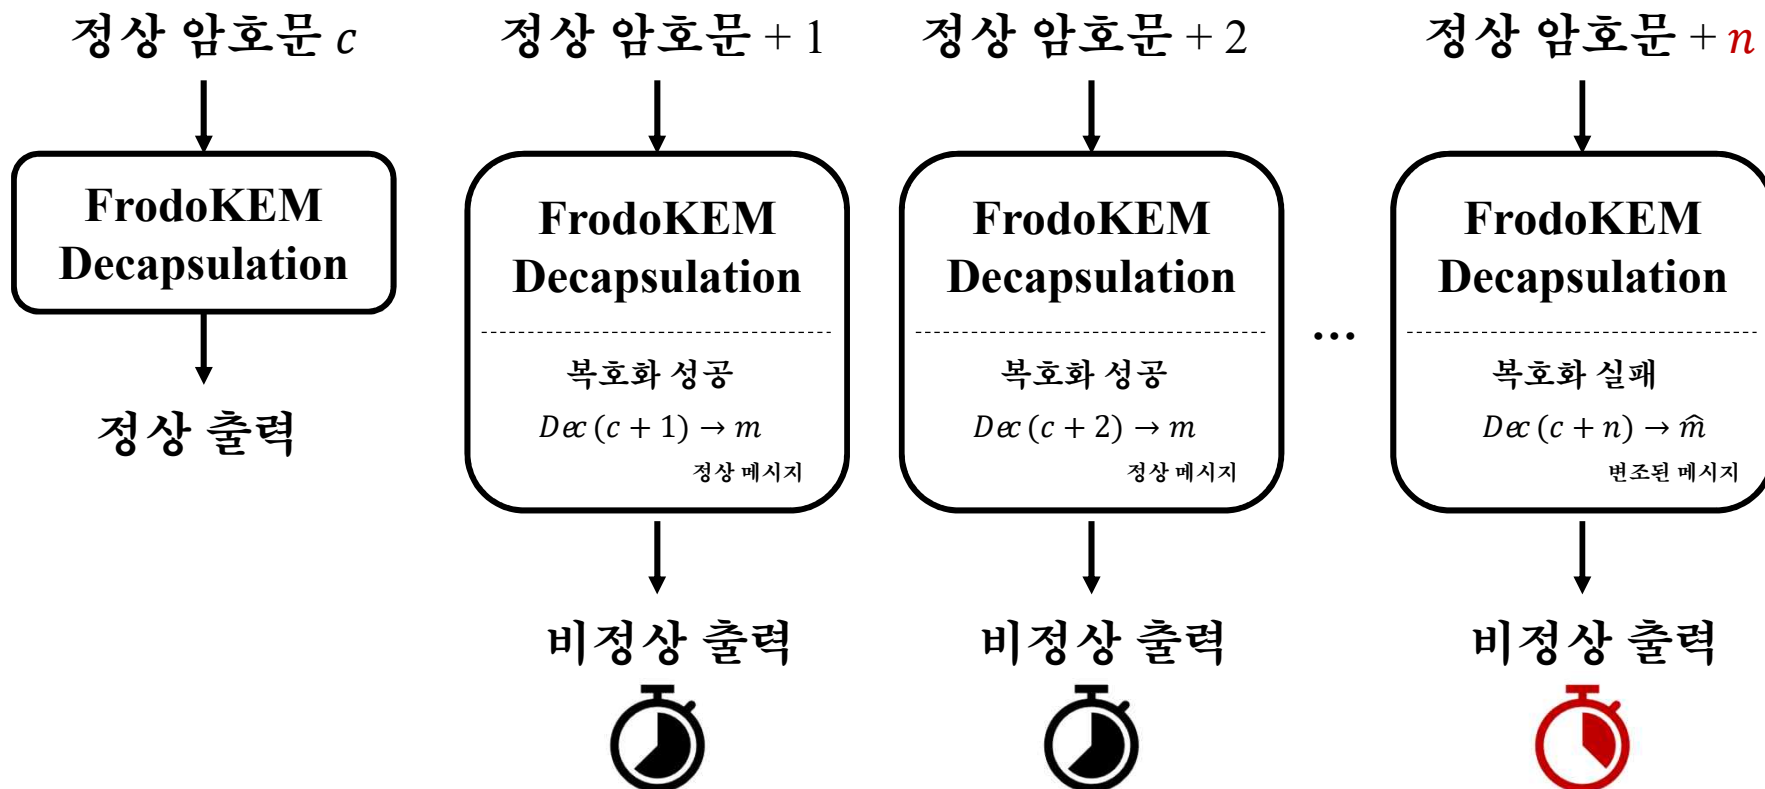 정상 암호문 c
FrodoKEM
Decapsulation
정상 출력
정상 암호문 + 1
FrodoKEM
Decapsulation
복호화 성공
Dec (c + 1) → m
정상 메시지
비정상 출력
정상 암호문 + 2
FrodoKEM
Decapsulation
복호화 성공
Dec (c + 2) → m
정상 메시지
비정상 출력
...
정상 암호문 + n
FrodoKEM
Decapsulation
복호화 실패
Dec (c + n) → m̂
변조된 메시지
비정상 출력